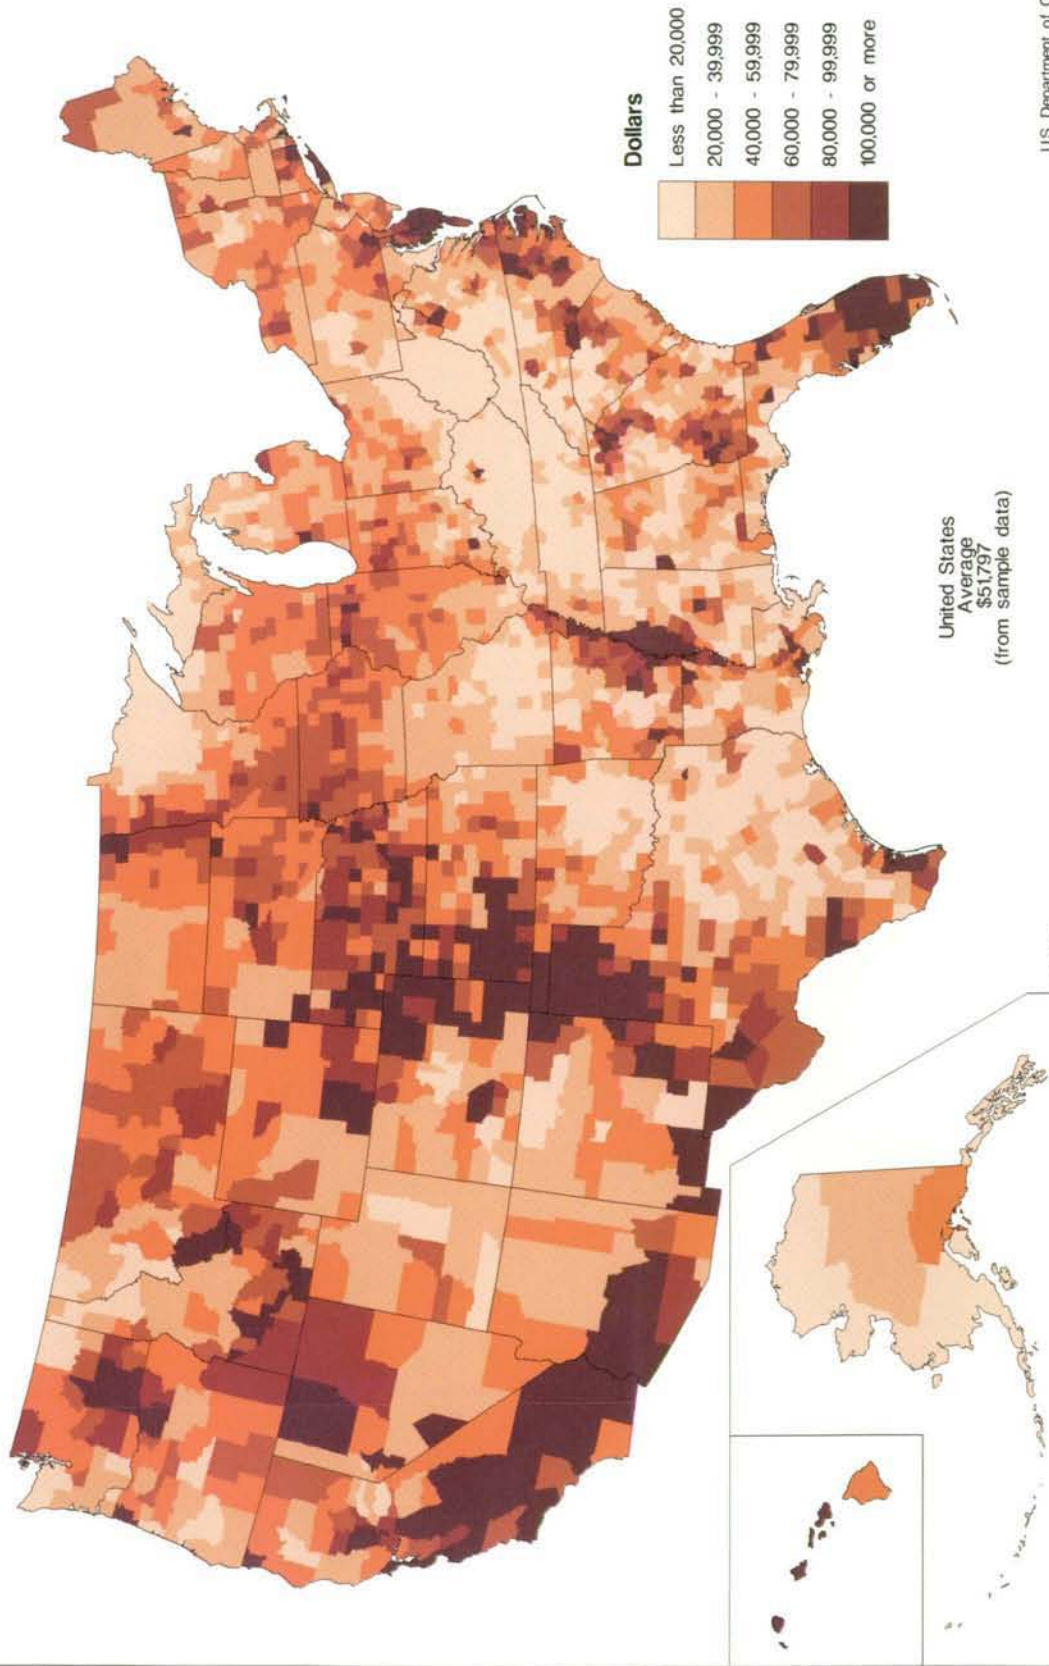 Dollars
Less than 20,000
20,000 - 39,999
40,000 - 59,999
60,000 - 79,999
80,000 - 99,999
100,000 or more
United States
Average
$51,797
(from sample data)
U.S. Department of